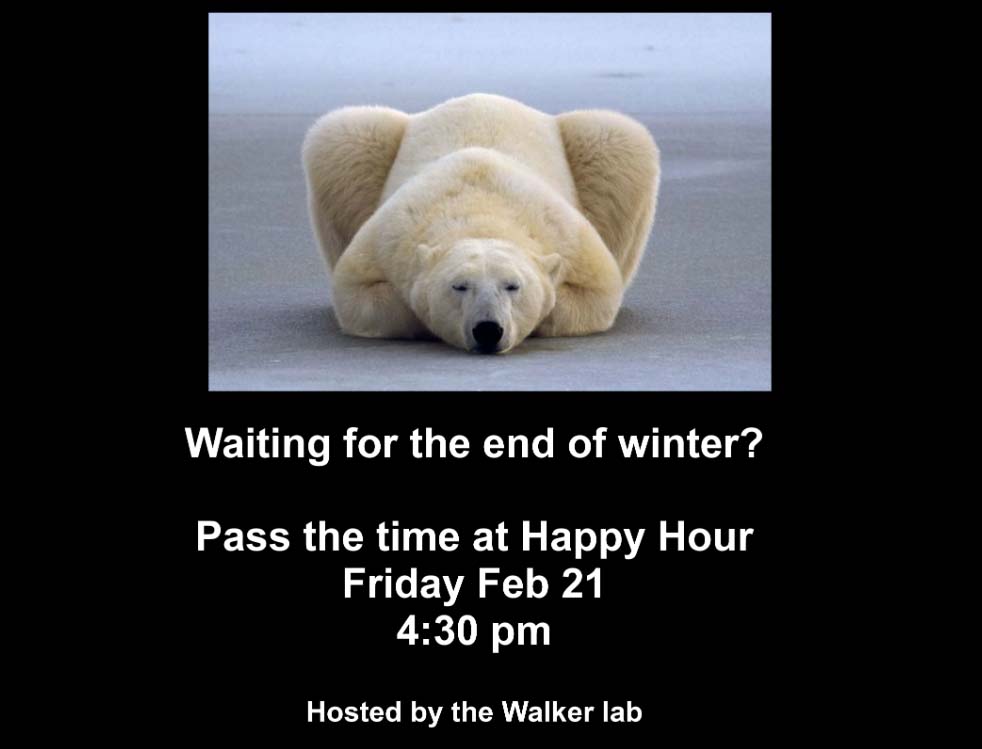 Waiting for the end of winter?
Pass the time at Happy Hour
Friday Feb 21
4:30 pm
Hosted by the Walker lab